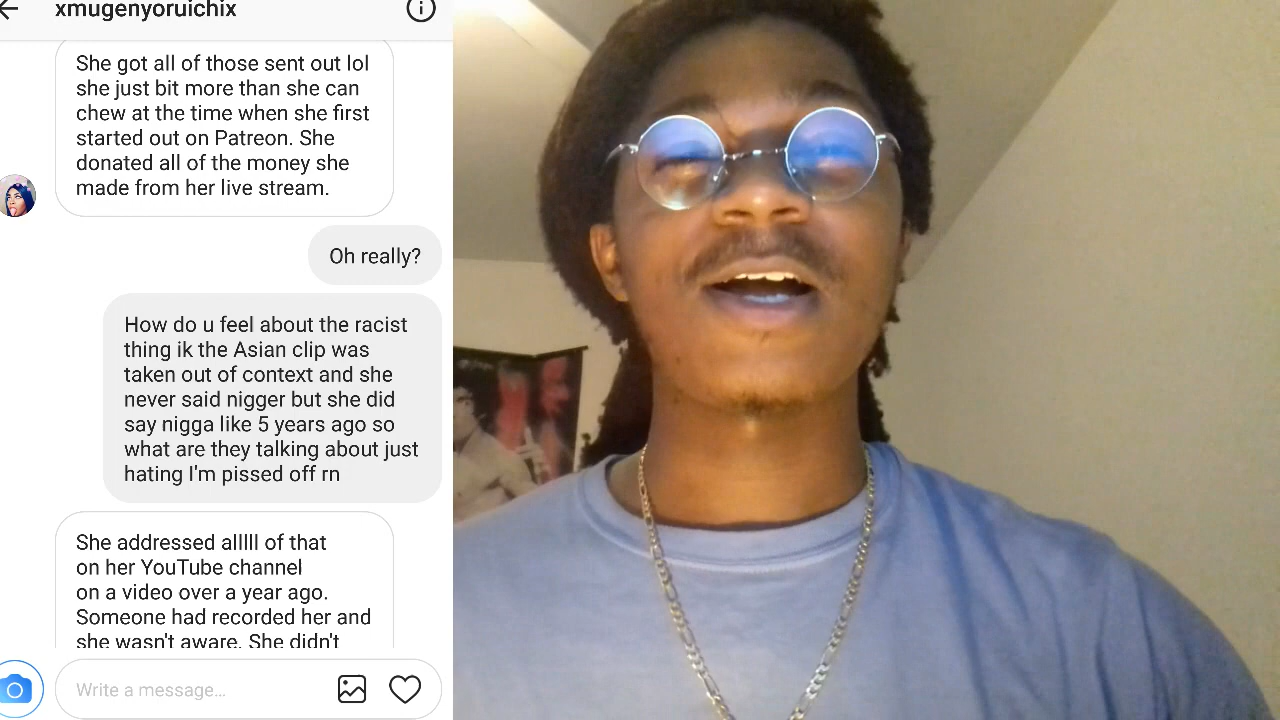 xmugenyoruichix
She got all of those sent out lol
she just bit more than she can
chew at the time when she first
started out on Patreon. She
donated all of the money she
made from her live stream.
Oh really?
How do u feel about the racist
thing ik the Asian clip was
taken out of context and she
never said nigger but she did
say nigga like 5 years ago so
what are they talking about just
hating I'm pissed off rn
She addressed alllll of that
on her YouTube channel
on a video over a year ago.
Someone had recorded her and
she wasn't aware. She didn't
Write a message...